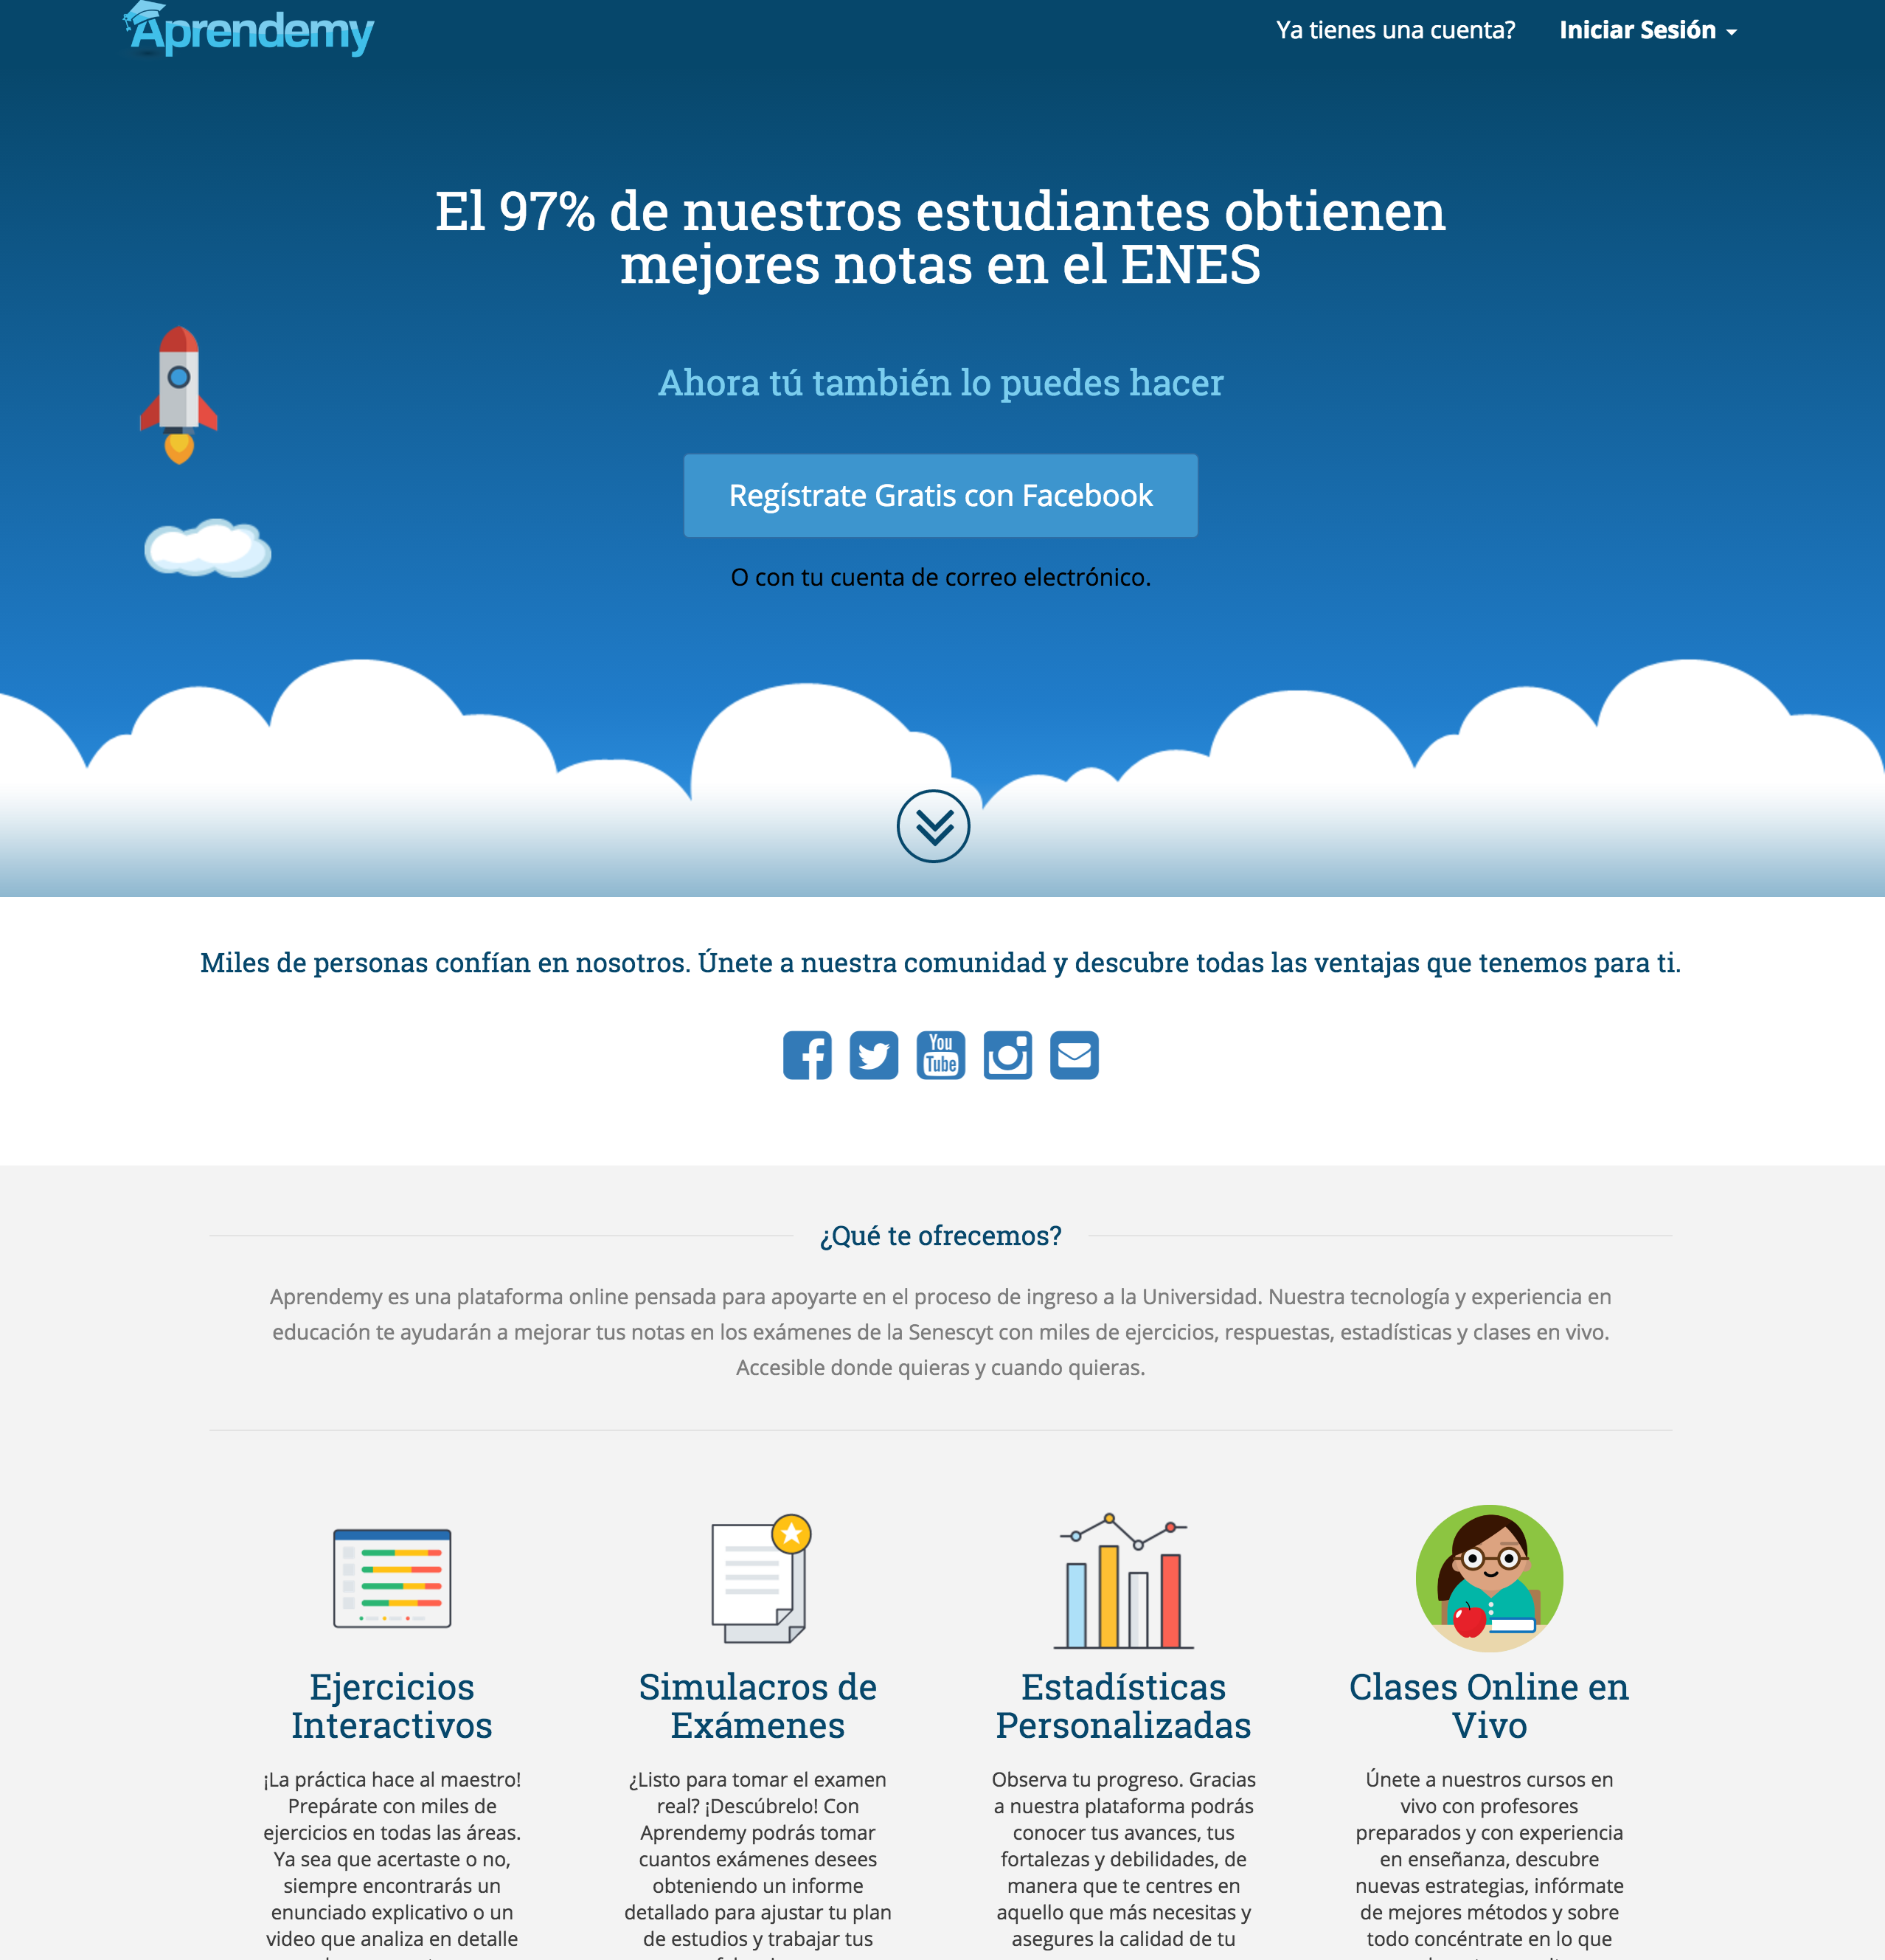 Aprendemy
Ya tienes una cuenta? Iniciar Sesión
El 97% de nuestros estudiantes obtienen
mejores notas en el ENES
Ahora tú también lo puedes hacer
Regístrate Gratis con Facebook
O con tu cuenta de correo electrónico.
Miles de personas confían en nosotros. Únete a nuestra comunidad y descubre todas las ventajas que tenemos para ti.
You
Tube
¿Qué te ofrecemos?
Aprendemy es una plataforma online pensada para apoyarte en el proceso de ingreso a la Universidad. Nuestra tecnología y experiencia en
educación te ayudarán a mejorar tus notas en los exámenes de la Senescyt con miles de ejercicios, respuestas, estadísticas y clases en vivo.
Accesible donde quieras y cuando quieras.
Ejercicios
Interactivos
¡La práctica hace al maestro!
Prepárate con miles de
ejercicios en todas las áreas.
Ya sea que acertaste o no,
siempre encontrarás un
enunciado explicativo o un
video que analiza en detalle
Simulacros de
Exámenes
¿Listo para tomar el examen
real? ¡Descúbrelo! Con
Aprendemy podrás tomar
cuantos exámenes desees
obteniendo un informe
detallado para ajustar tu plan
de estudios y trabajar tus
Estadísticas
Personalizadas
Observa tu progreso. Gracias
a nuestra plataforma podrás
conocer tus avances, tus
fortalezas y debilidades, de
manera que te centres en
aquello que más necesitas y
asegures la calidad de tu
Clases Online en
Vivo
Únete a nuestros cursos en
vivo con profesores
preparados y con experiencia
en enseñanza, descubre
nuevas estrategias, infórmate
de mejores métodos y sobre
todo concéntrate en lo que